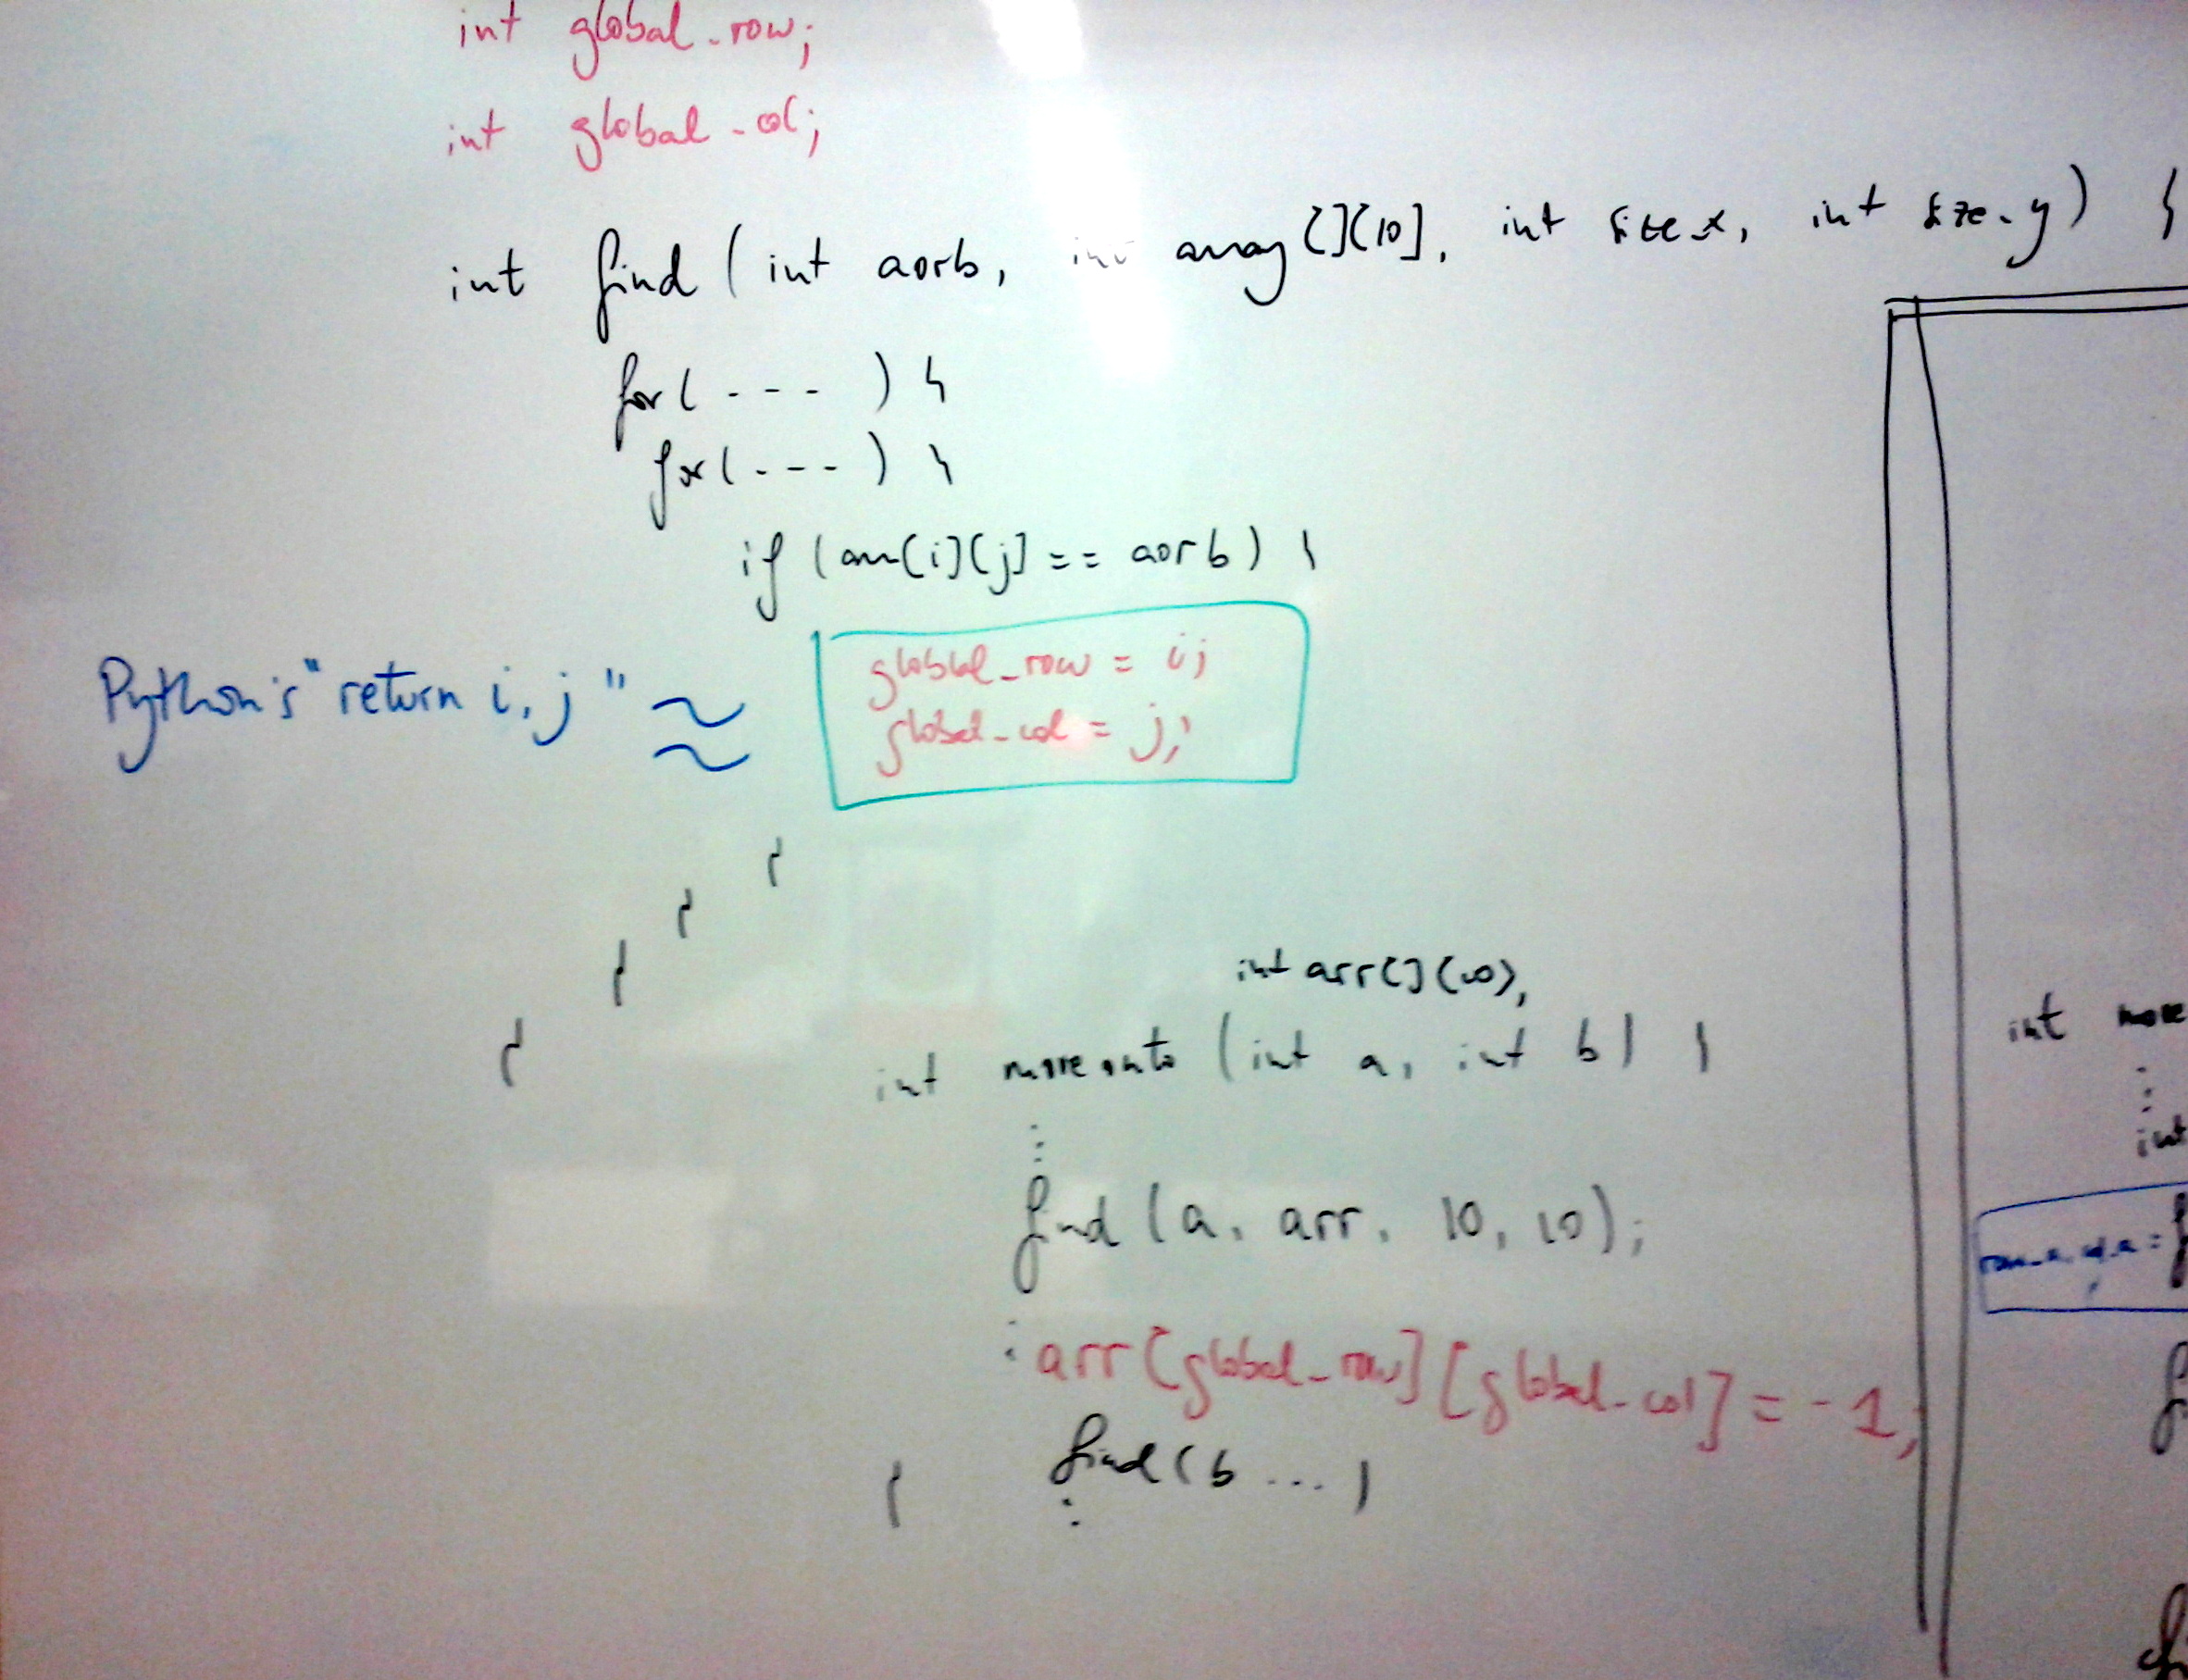 int global_row;
int global_col;
int find (int aorb, int array[][10], int size_x, int size_y) {
for( - - - ) {
for( - - - ) {
if (arr[i][j] == aorb) {
Python's "return i, j" ≈
global_row = i;
global_col = j;
}
}
}
}
int arr[][10],
int moveonto (int a, int b) {
⋮
find (a, arr, 10, 10);
: arr[global_row][global_col] = -1;
} find(b ... )
:
int move
⋮
int
row_a, col_a =